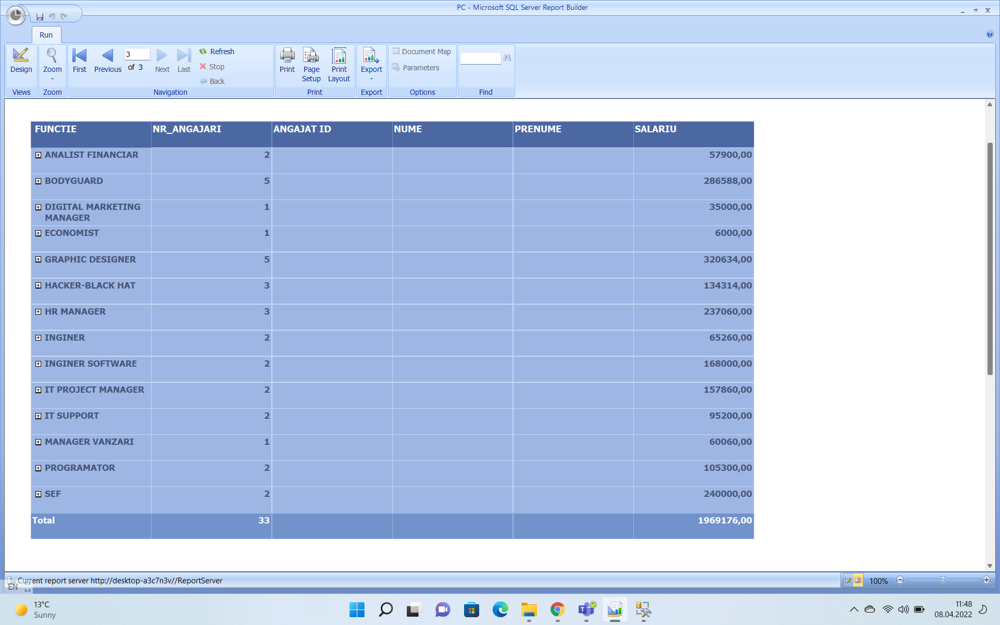 PC - Microsoft SQL Server Report Builder
Run
Design
Zoom
First
Previous
3
of 3
Next
Last
Refresh
Stop
Back
Print
Page Setup
Print Layout
Export
Document Map
Parameters
Views
Zoom
Navigation
Print
Export
Options
Find
FUNCTIE NR_ANGAJARI ANGAJAT ID NUME PRENUME SALARIU
ANALIST FINANCIAR 2 57900,00
BODYGUARD 5 286588,00
DIGITAL MARKETING 1 35000,00
MANAGER
ECONOMIST 1 6000,00
GRAPHIC DESIGNER 5 320634,00
HACKER-BLACK HAT 3 134314,00
HR MANAGER 3 237060,00
INGINER 2 65260,00
INGINER SOFTWARE 2 168000,00
IT PROJECT MANAGER 2 157860,00
IT SUPPORT 2 95200,00
MANAGER VANZARI 1 60060,00
PROGRAMATOR 2 105300,00
SEF 2 240000,00
Total 33 1969176,00
Current report server http://desktop-a3c7n3v//ReportServer
100%
EN
13°C
Sunny
11:48
08.04.2022